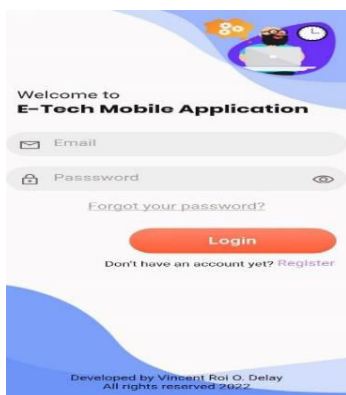 Welcome to
E-Tech Mobile Application
Email
Passsword
Forgot your password?
Login
Don't have an account yet? Register
Developed by Vincent Roi O. Delay
All rights reserved 2022